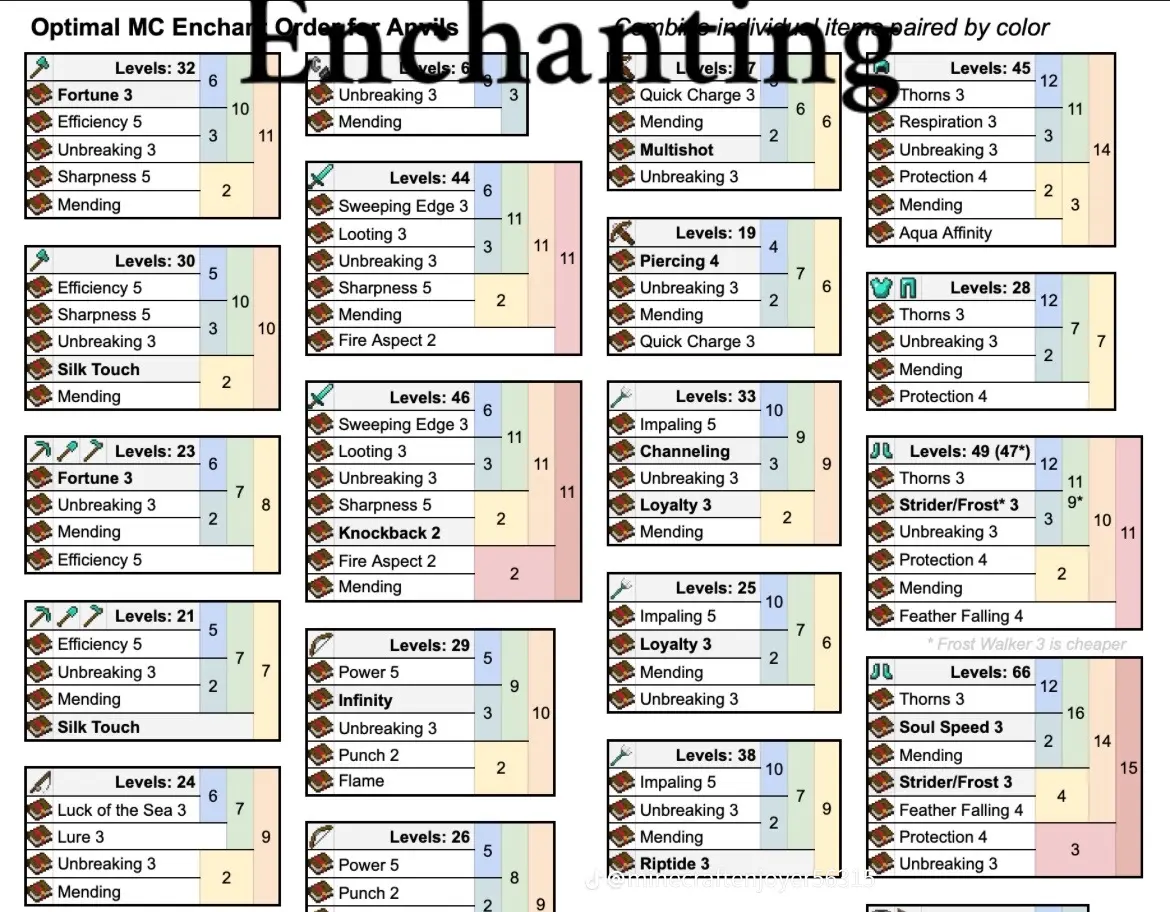 Optimal MC Enchant Order for Anvils
Combine individual items paired by color
Enchanting
Levels: 32
Fortune 3
Efficiency 5
Unbreaking 3
Sharpness 5
Mending
6
3
10
2
11
Levels: 30
Efficiency 5
Sharpness 5
Unbreaking 3
Silk Touch
Mending
5
3
10
2
10
Levels: 23
Fortune 3
Unbreaking 3
Mending
Efficiency 5
6
2
7
8
Levels: 21
Efficiency 5
Unbreaking 3
Mending
Silk Touch
5
2
7
7
Levels: 24
Luck of the Sea 3
Lure 3
Unbreaking 3
Mending
6
7
2
9
Levels: 6
Unbreaking 3
Mending
3
Levels: 44
Sweeping Edge 3
Looting 3
Unbreaking 3
Sharpness 5
Mending
Fire Aspect 2
6
3
11
2
11
11
Levels: 46
Sweeping Edge 3
Looting 3
Unbreaking 3
Sharpness 5
Knockback 2
Fire Aspect 2
Mending
6
3
11
2
11
2
11
Levels: 29
Power 5
Infinity
Unbreaking 3
Punch 2
Flame
5
3
9
2
10
Levels: 26
Power 5
Punch 2
5
2
8
9
Quick Charge 3
Mending
Multishot
Unbreaking 3
2
6
6
Levels: 19
Piercing 4
Unbreaking 3
Mending
Quick Charge 3
4
2
7
6
Levels: 33
Impaling 5
Channeling
Unbreaking 3
Loyalty 3
Mending
10
3
9
2
9
Levels: 25
Impaling 5
Loyalty 3
Mending
Unbreaking 3
10
2
7
6
Levels: 38
Impaling 5
Unbreaking 3
Mending
Riptide 3
10
2
7
9
Levels: 45
Thorns 3
Respiration 3
Unbreaking 3
Protection 4
Mending
Aqua Affinity
12
3
11
2
3
14
Levels: 28
Thorns 3
Unbreaking 3
Mending
Protection 4
12
2
7
7
Levels: 49 (47*)
Thorns 3
Strider/Frost* 3
Unbreaking 3
Protection 4
Mending
Feather Falling 4
12
3
11
9*
2
10
11
* Frost Walker 3 is cheaper
Levels: 66
Thorns 3
Soul Speed 3
Mending
Strider/Frost 3
Feather Falling 4
Protection 4
Unbreaking 3
12
2
16
4
14
3
15
@minecraftenjoyer56315